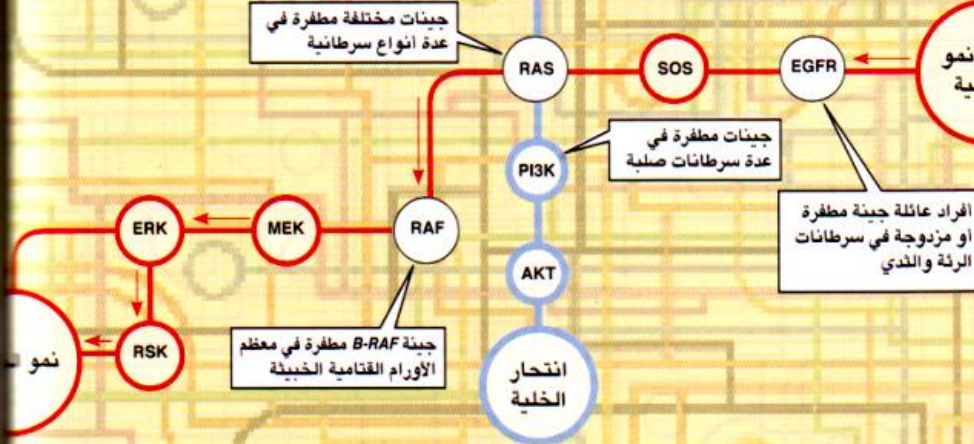 جينات مختلفة مطفرة في
عدة أنواع سرطانية
RAS
SOS
EGFR
نمو
جينات مطفرة في
عدة سرطانات صلبة
PI3K
أفراد عائلة جينة مطفرة
أو مزدوجة في سرطانات
الرئة والثدي
ERK
MEK
RAF
AKT
RSK
جينة B-RAF مطفرة في معظم
الأورام القتامية الخبيثة
نمو
انتحار
الخلية